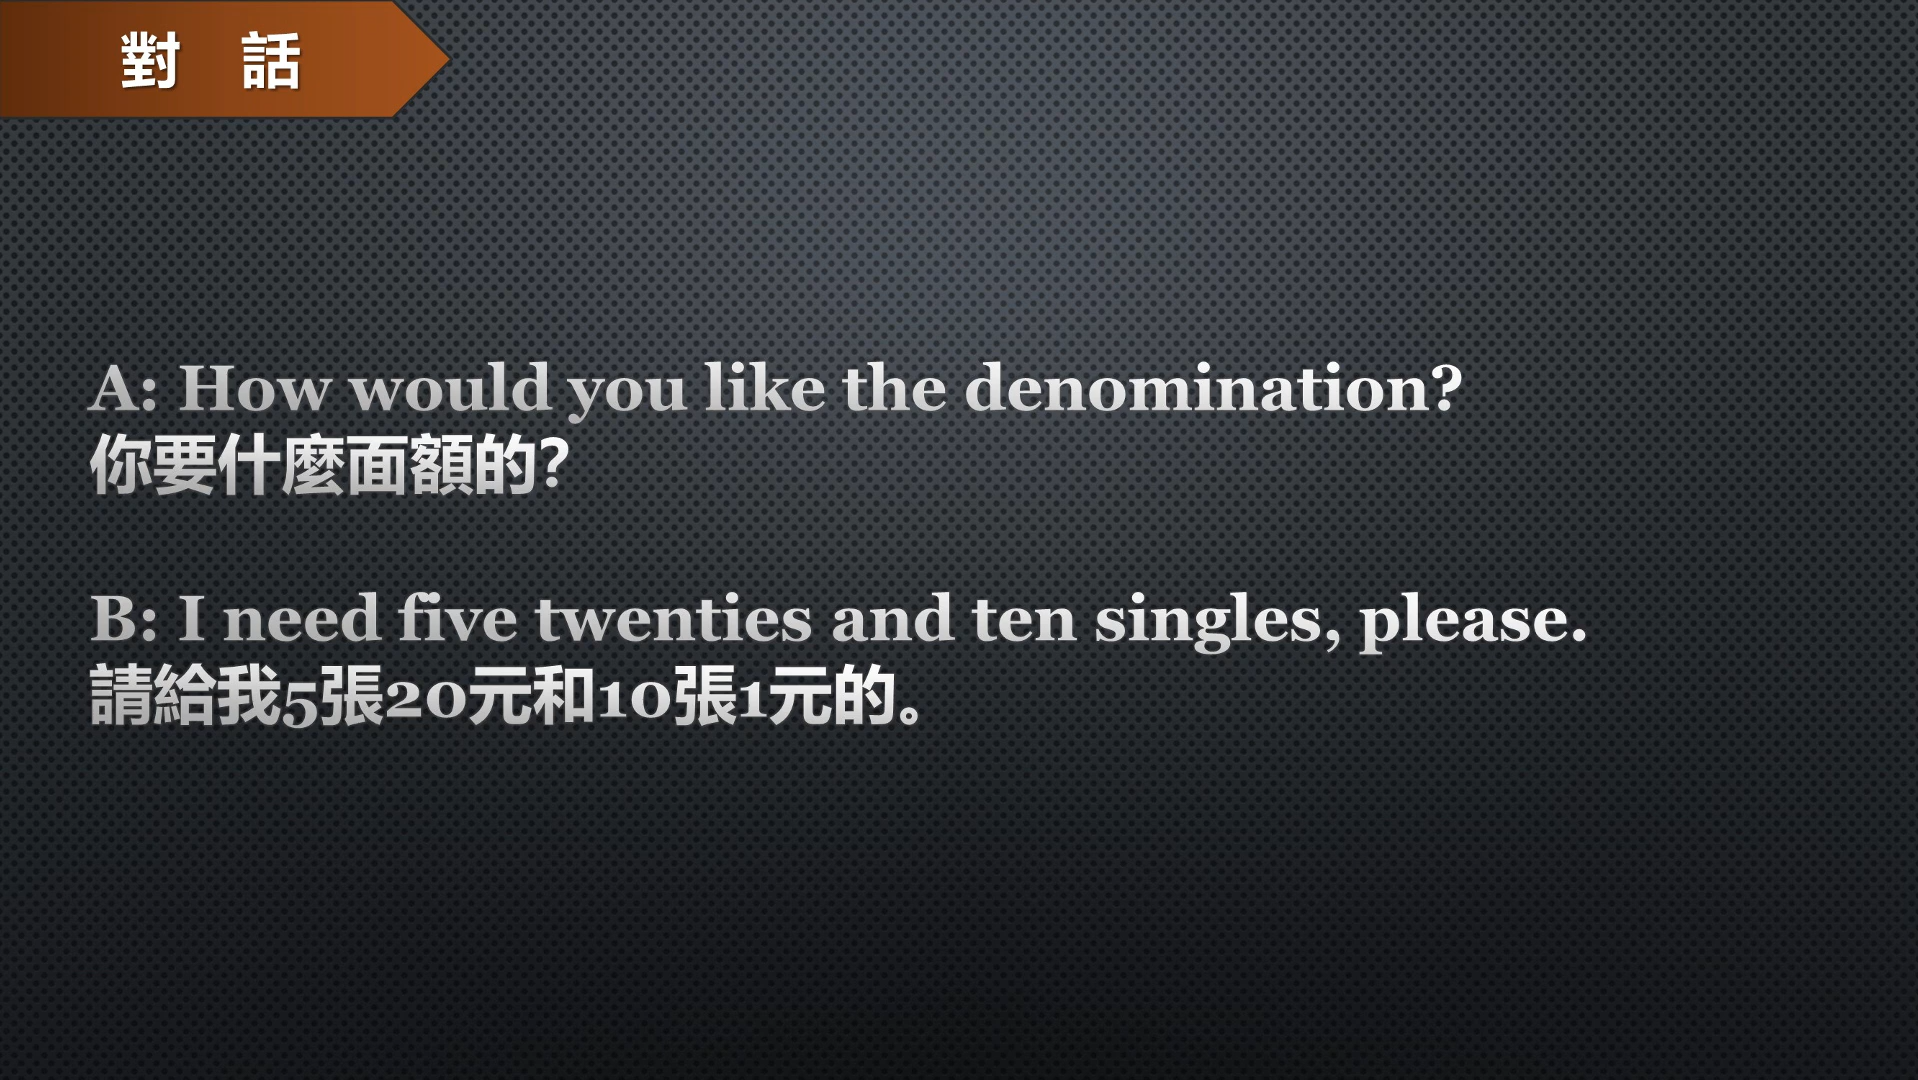 對 話
A: How would you like the denomination?
你要什麼面額的?
B: I need five twenties and ten singles, please.
請給我5張20元和10張1元的。